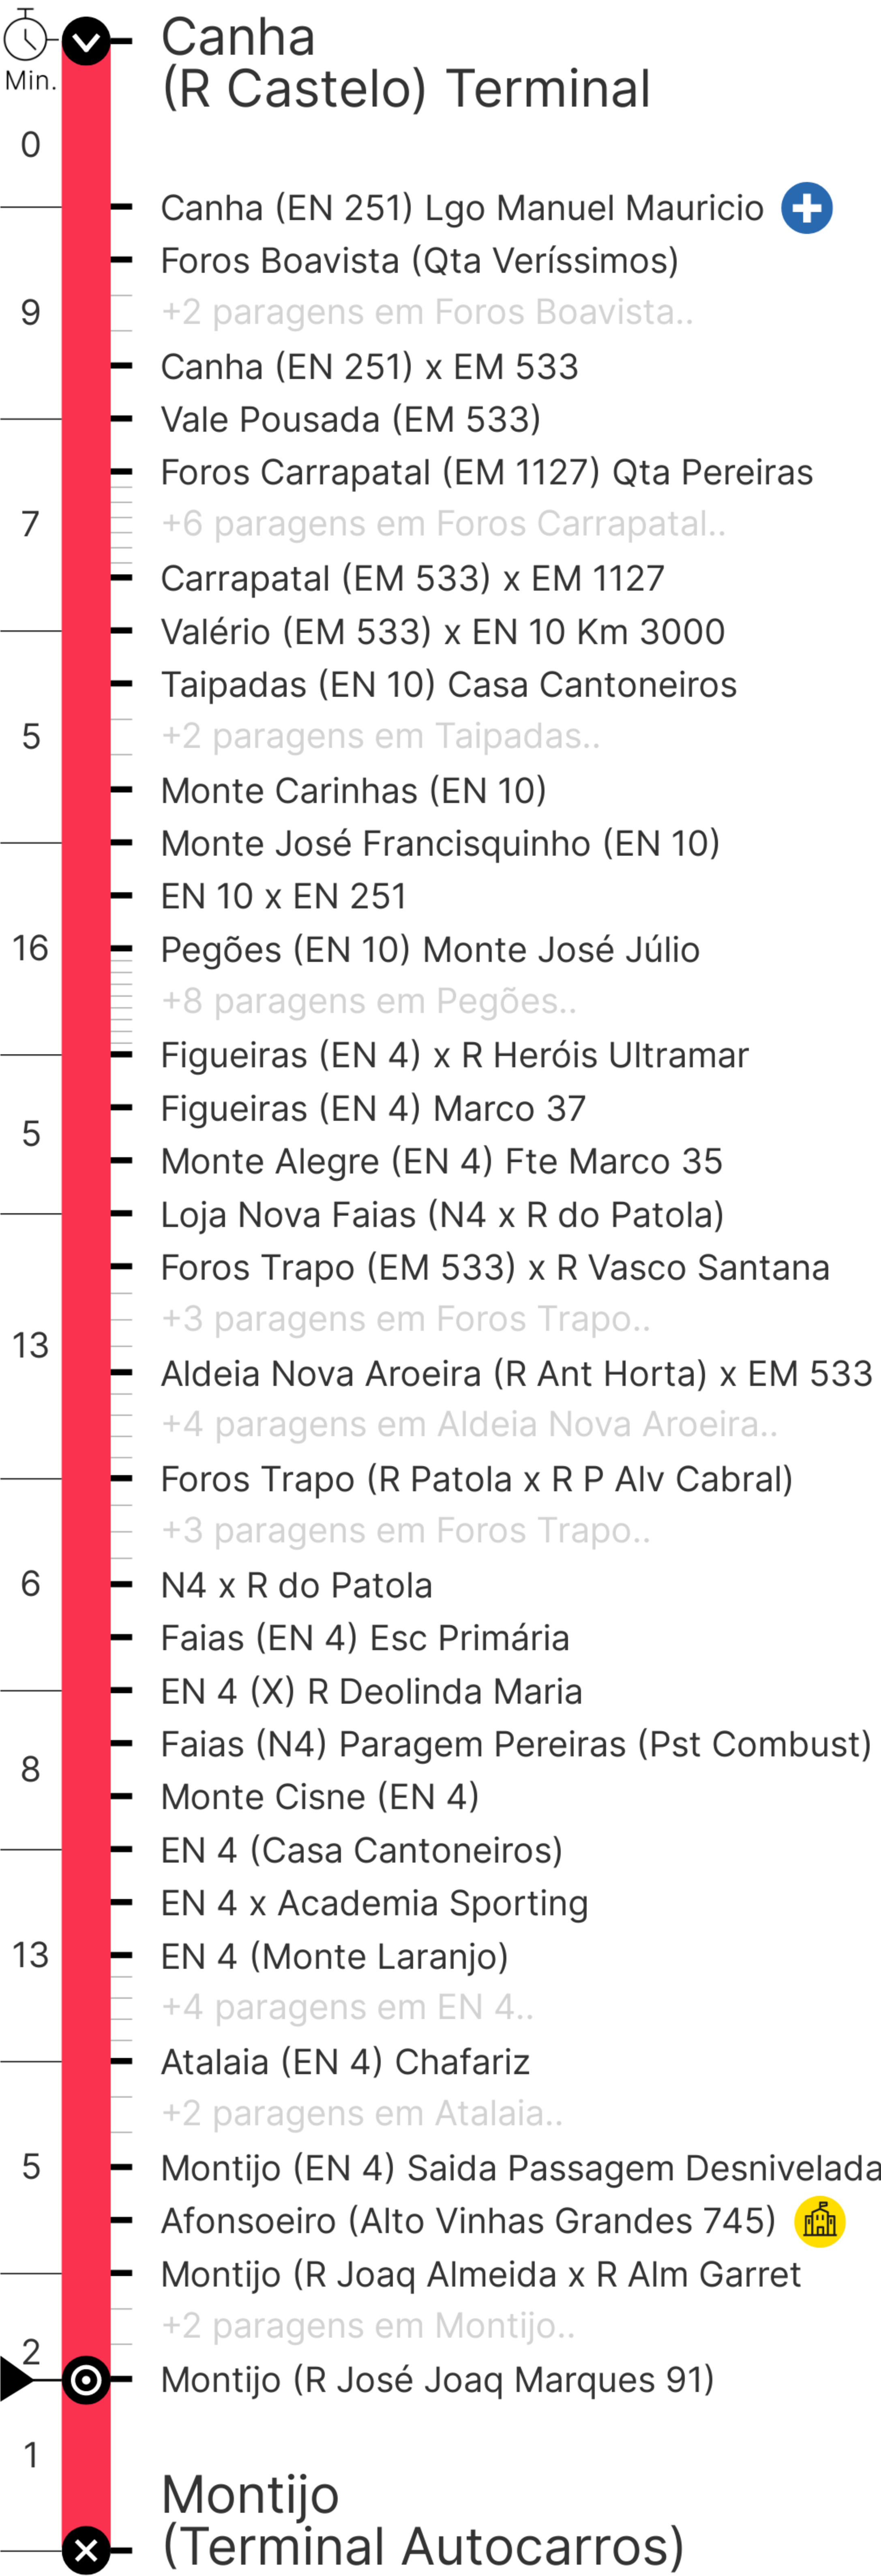 Canha
(R Castelo) Terminal
Min.
0
Canha (EN 251) Lgo Manuel Mauricio
Foros Boavista (Qta Veríssimos)
9
+2 paragens em Foros Boavista..
Canha (EN 251) x EM 533
Vale Pousada (EM 533)
Foros Carrapatal (EM 1127) Qta Pereiras
7
+6 paragens em Foros Carrapatal..
Carrapatal (EM 533) x EM 1127
Valério (EM 533) x EN 10 Km 3000
Taipadas (EN 10) Casa Cantoneiros
5
+2 paragens em Taipadas..
Monte Carinhas (EN 10)
Monte José Francisquinho (EN 10)
EN 10 x EN 251
16
Pegões (EN 10) Monte José Júlio
+8 paragens em Pegões..
Figueiras (EN 4) x R Heróis Ultramar
Figueiras (EN 4) Marco 37
5
Monte Alegre (EN 4) Fte Marco 35
Loja Nova Faias (N4 x R do Patola)
Foros Trapo (EM 533) x R Vasco Santana
+3 paragens em Foros Trapo..
13
Aldeia Nova Aroeira (R Ant Horta) x EM 533
+4 paragens em Aldeia Nova Aroeira..
Foros Trapo (R Patola x R P Alv Cabral)
+3 paragens em Foros Trapo..
6
N4 x R do Patola
Faias (EN 4) Esc Primária
EN 4 (X) R Deolinda Maria
Faias (N4) Paragem Pereiras (Pst Combust)
8
Monte Cisne (EN 4)
EN 4 (Casa Cantoneiros)
EN 4 x Academia Sporting
13
EN 4 (Monte Laranjo)
+4 paragens em EN 4..
Atalaia (EN 4) Chafariz
+2 paragens em Atalaia..
5
Montijo (EN 4) Saida Passagem Desnivelada
Afonsoeiro (Alto Vinhas Grandes 745)
Montijo (R Joaq Almeida x R Alm Garret
+2 paragens em Montijo..
2
Montijo (R José Joaq Marques 91)
1
Montijo
(Terminal Autocarros)